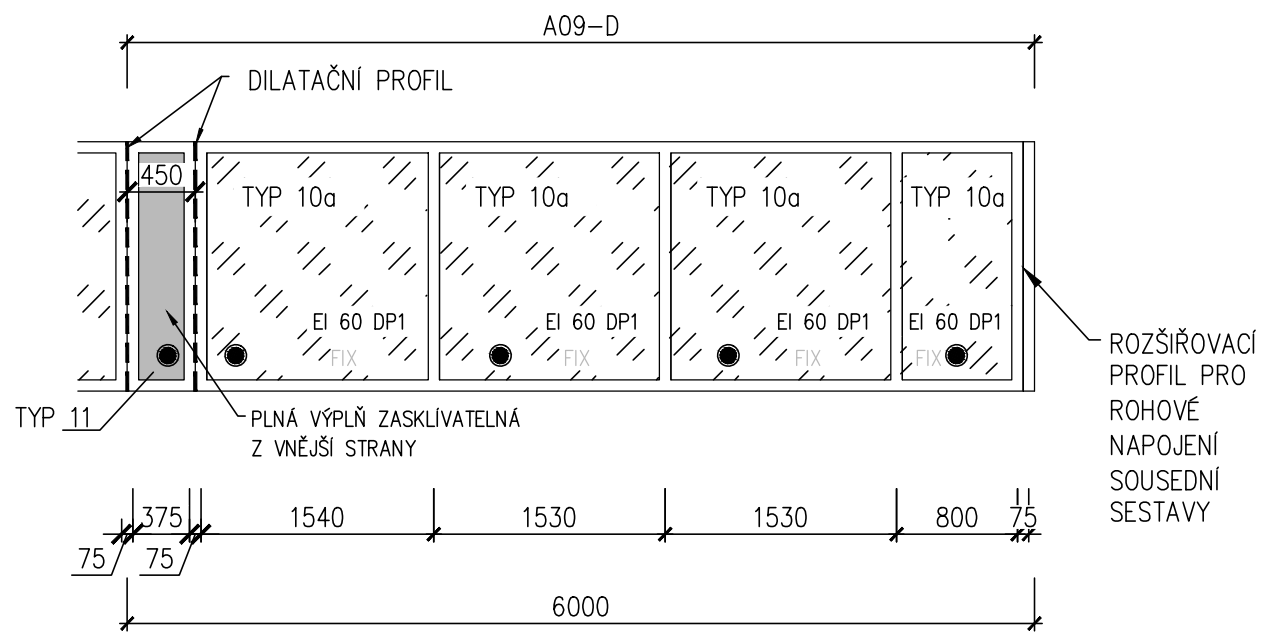 A09-D
DILATAČNÍ PROFIL
450
TYP 10a
TYP 10a
TYP 10a
TYP 10a
EI 60 DP1
EI 60 DP1
EI 60 DP1
EI 60 DP1
FIX
FIX
FIX
FIX
ROZŠIŘOVACÍ
PROFIL PRO
ROHOVÉ
NAPOJENÍ
SOUSEDNÍ
SESTAVY
TYP 11
PLNÁ VÝPLŇ ZASKLÍVATELNÁ
Z VNĚJŠÍ STRANY
375
1540
1530
1530
800
75
75
75
6000